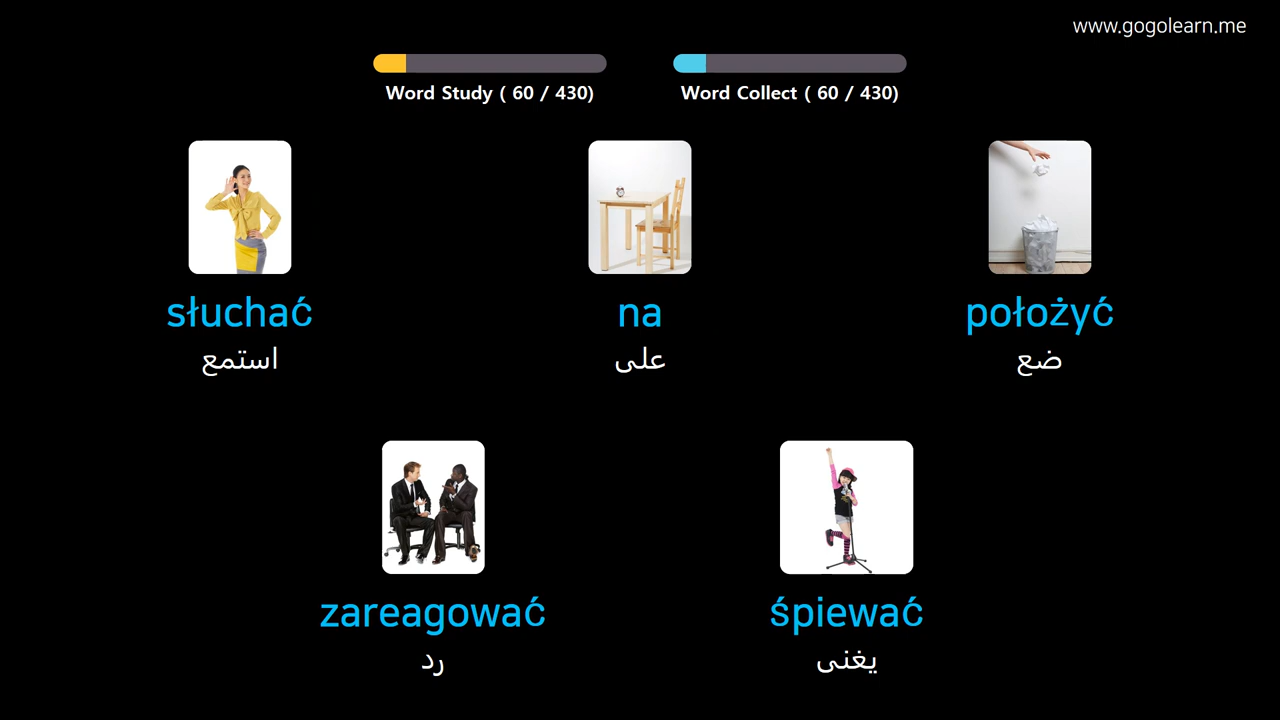 www.gogolearn.me
Word Study ( 60 / 430)
Word Collect ( 60 / 430)
słuchać
استمع
na
على
położyć
ضع
zareagować
رد
śpiewać
يغنى